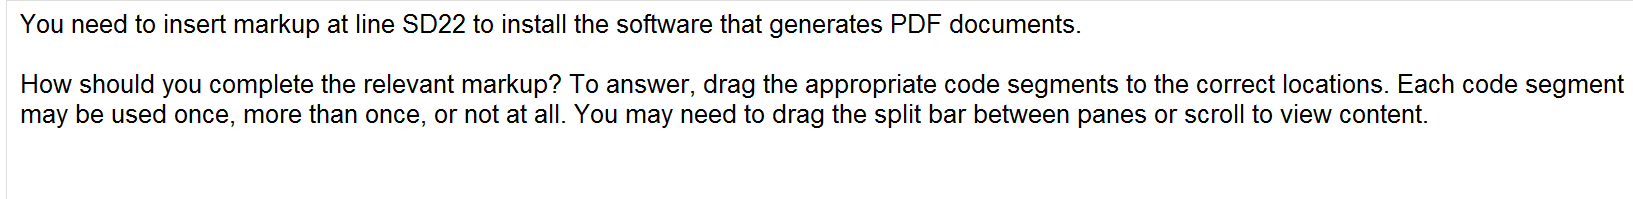 You need to insert markup at line SD22 to install the software that generates PDF documents.
How should you complete the relevant markup? To answer, drag the appropriate code segments to the correct locations. Each code segment
may be used once, more than once, or not at all. You may need to drag the split bar between panes or scroll to view content.